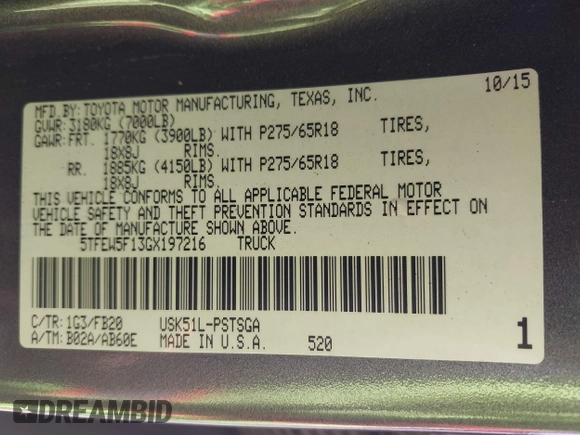 10/15
MFD.BY:TOYOTA MOTOR MANUFACTURING, TEXAS, INC.
GVWR:3180KG (7000LB)
GAWR:FRT. 1770KG (3900LB) WITH P275/65R18 TIRES,
18X8J RIMS.
RR. 1885KG (4150LB) WITH P275/65R18 TIRES,
18X8J RIMS.
THIS VEHICLE CONFORMS TO ALL APPLICABLE FEDERAL MOTOR
VEHICLE SAFETY AND THEFT PREVENTION STANDARDS IN EFFECT ON
THE DATE OF MANUFACTURE SHOWN ABOVE.
5TFEW5F13GX197216 TRUCK
C/TR:1G3/FB20 USK51L-PSTSGA
A/TM:B02A/AB60E MADE IN U.S.A. 520
1
DREAMBID